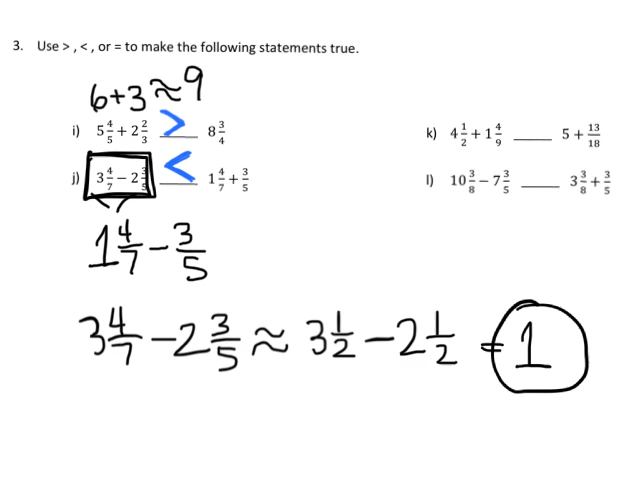 3. Use > , < , or = to make the following statements true.
6+3≈9
i) 5 4/5 + 2 2/3 > 8 3/4
k) 4 1/2 + 1 4/9 ____ 5 + 13/18
j) 3 4/7 − 2 3/5 < 1 4/7 + 3/5
l) 10 3/8 − 7 3/5 ____ 3 3/8 + 3/5
1 4/7 − 3/5
3 4/7 − 2 3/5 ≈ 3 1/2 − 2 1/2 = 1